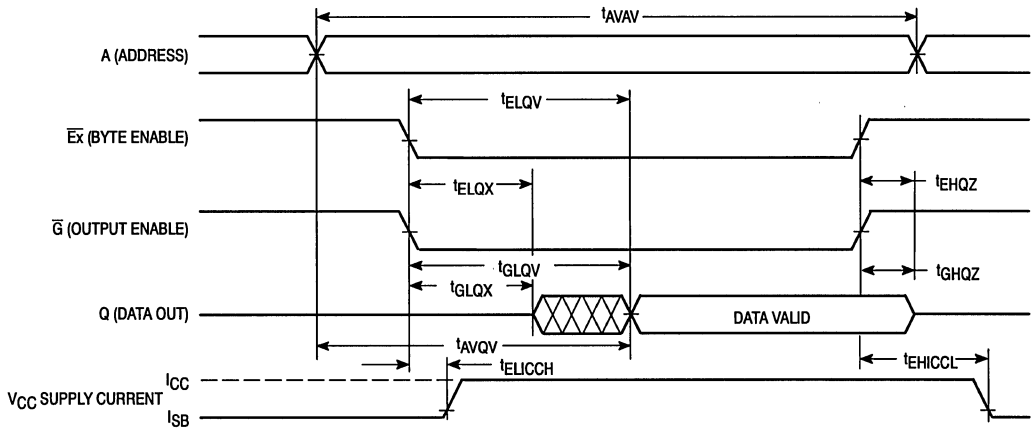 tAVAV
A (ADDRESS)
tELQV
Ex (BYTE ENABLE)
tELQX
tEHQZ
G (OUTPUT ENABLE)
tGLQV
tGLQX
tGHQZ
Q (DATA OUT)
DATA VALID
tAVQV
tELICCH
tEHICCL
ICC
VCC SUPPLY CURRENT
ISB